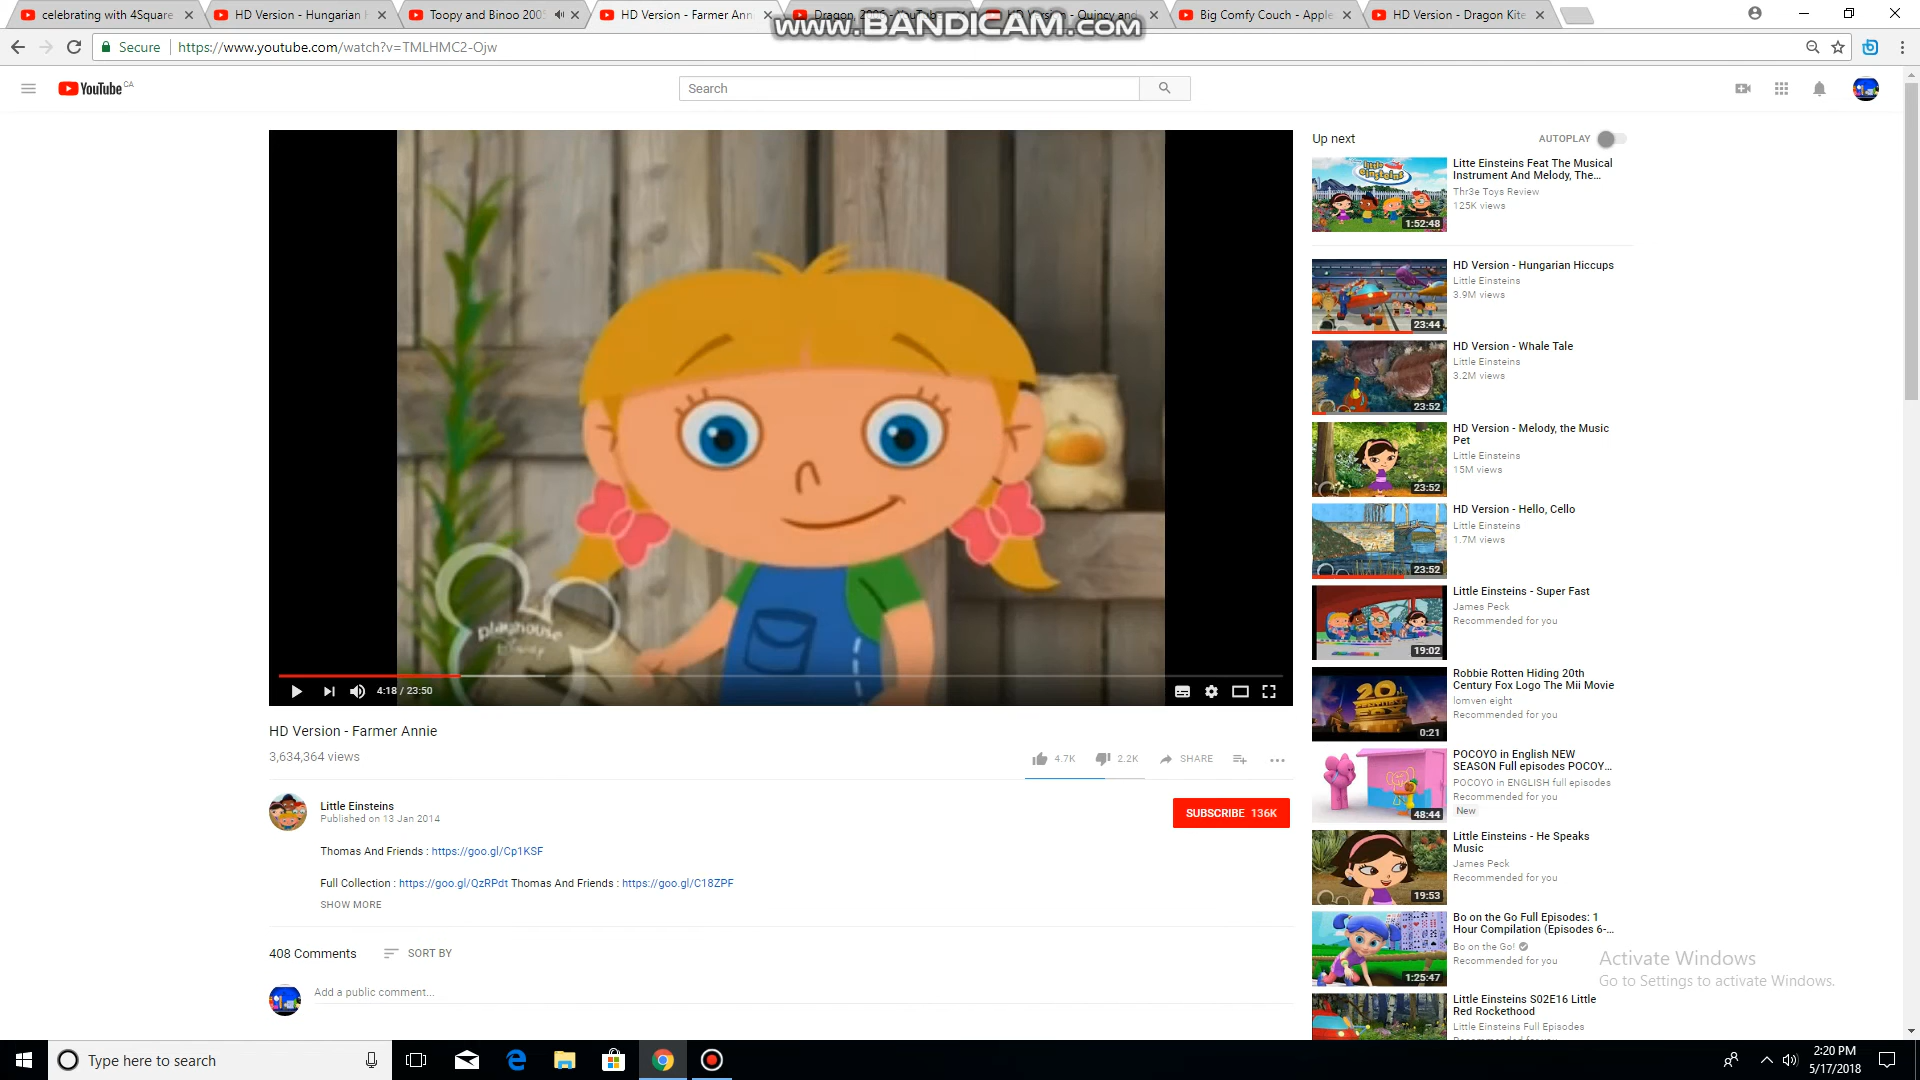 celebrating with 4Square
HD Version - Hungarian H
Toopy and Binoo 2005
HD Version - Farmer Ann
Dragon, 2006 - YouTube
HD Version - Quincy and
Big Comfy Couch - Apple
HD Version - Dragon Kite
www.BANDICAM.com
Secure
https://www.youtube.com/watch?v=TMLHMC2-Ojw
YouTube CA
Search
playhouse
Disney
4:18 / 23:50
HD Version - Farmer Annie
3,634,364 views
4.7K
2.2K
SHARE
Little Einsteins
Published on 13 Jan 2014
SUBSCRIBE 136K
Thomas And Friends : https://goo.gl/Cp1KSF
Full Collection : https://goo.gl/QzRPdt Thomas And Friends : https://goo.gl/C18ZPF
SHOW MORE
408 Comments
SORT BY
Add a public comment...
Up next
AUTOPLAY
little einsteins
1:52:48
Litte Einsteins Feat The Musical
Instrument And Melody, The...
Thr3e Toys Review
125K views
23:44
HD Version - Hungarian Hiccups
Little Einsteins
3.9M views
23:52
HD Version - Whale Tale
Little Einsteins
3.2M views
23:52
HD Version - Melody, the Music
Pet
Little Einsteins
15M views
23:52
HD Version - Hello, Cello
Little Einsteins
1.7M views
19:02
Little Einsteins - Super Fast
James Peck
Recommended for you
0:21
Robbie Rotten Hiding 20th
Century Fox Logo The Mii Movie
lomven eight
Recommended for you
48:44
POCOYO in English NEW
SEASON Full episodes POCOY...
POCOYO in ENGLISH full episodes
Recommended for you
New
19:53
Little Einsteins - He Speaks
Music
James Peck
Recommended for you
1:25:47
Bo on the Go Full Episodes: 1
Hour Compilation (Episodes 6-...
Bo on the Go!
Recommended for you
Little Einsteins S02E16 Little
Red Rockethood
Little Einsteins Full Episodes
Activate Windows
Go to Settings to activate Windows.
Type here to search
2:20 PM
5/17/2018